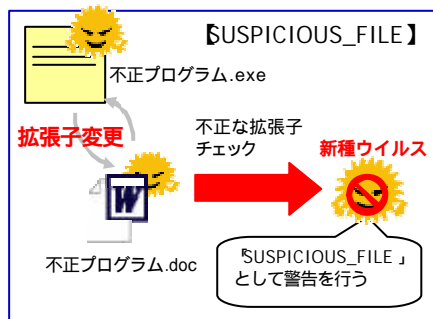 【SUSPICIOUS_FILE】
不正プログラム.exe
拡張子変更
不正な拡張子
チェック
新種ウイルス
W
不正プログラム.doc
「SUSPICIOUS_FILE」
として警告を行う